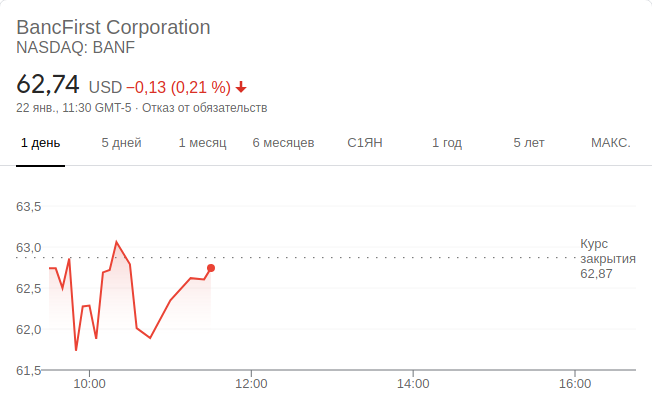 BancFirst Corporation
NASDAQ: BANF
62,74 USD −0,13 (0,21 %)
22 янв., 11:30 GMT-5 · Отказ от обязательств
1 день 5 дней 1 месяц 6 месяцев С1ЯН 1 год 5 лет МАКС.
63,5
63,0
62,5
62,0
61,5
Курс
закрытия
62,87
10:00 12:00 14:00 16:00